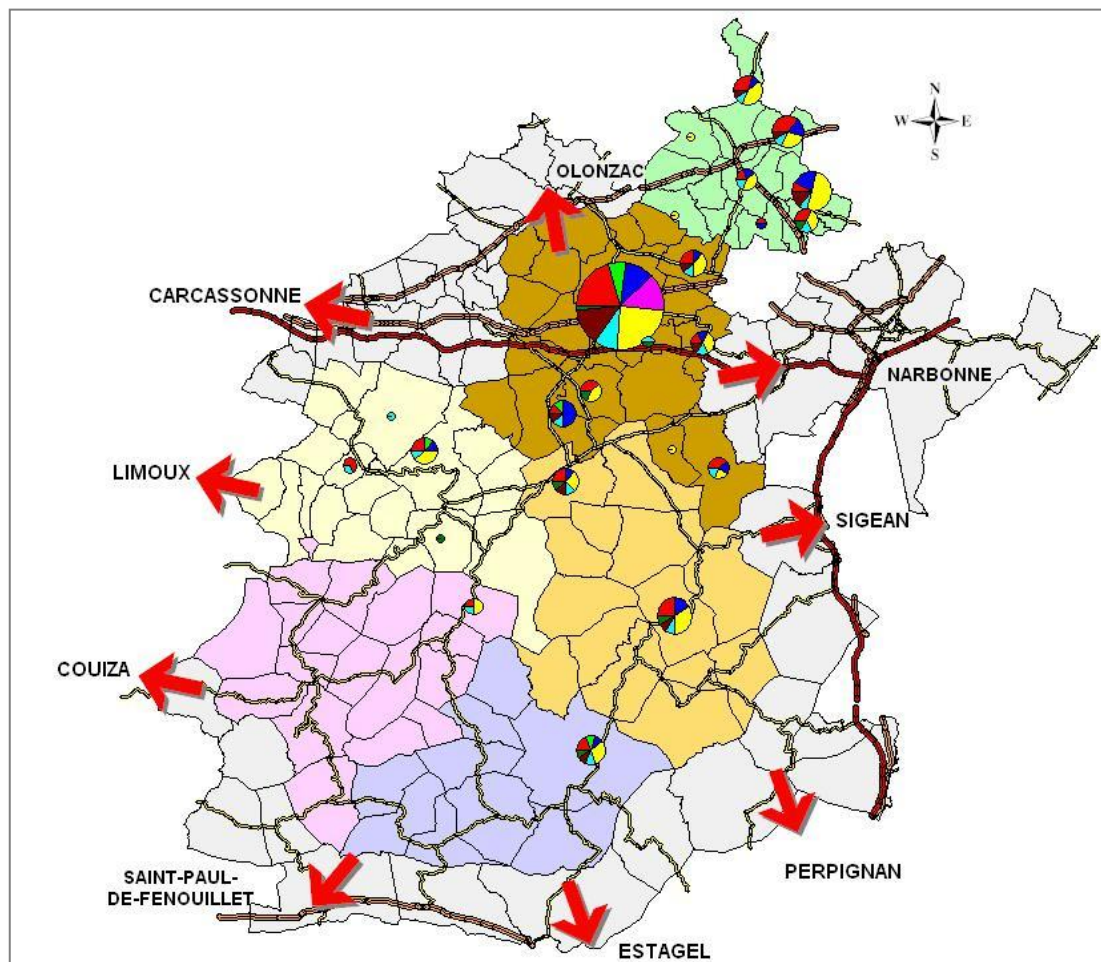 N
W E
S
OLONZAC
CARCASSONNE
NARBONNE
LIMOUX
SIGEAN
COUIZA
SAINT-PAUL-
DE-FENOUILLET
PERPIGNAN
ESTAGEL